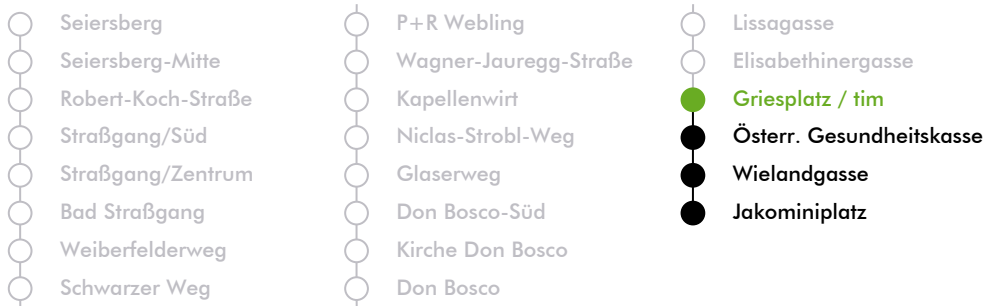 Seiersberg
Seiersberg-Mitte
Robert-Koch-Straße
Straßgang/Süd
Straßgang/Zentrum
Bad Straßgang
Weiberfelderweg
Schwarzer Weg
P+R Webling
Wagner-Jauregg-Straße
Kapellenwirt
Niclas-Strobl-Weg
Glaserweg
Don Bosco-Süd
Kirche Don Bosco
Don Bosco
Lissagasse
Elisabethinergasse
Griesplatz / tim
Österr. Gesundheitskasse
Wielandgasse
Jakominiplatz